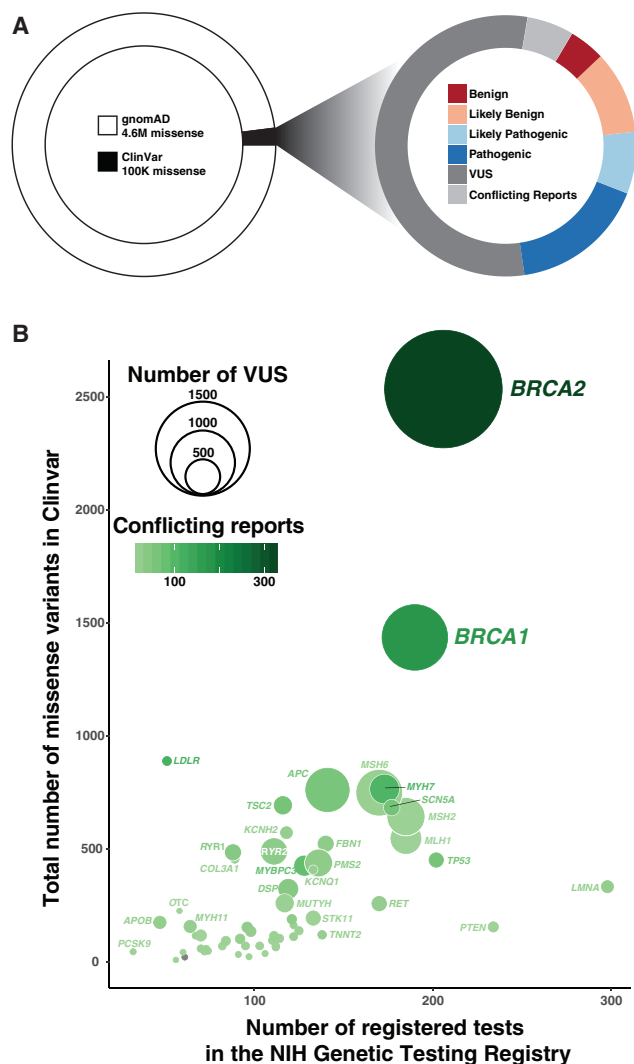 A
gnomAD
4.6M missense
ClinVar
100K missense
Benign
Likely Benign
Likely Pathogenic
Pathogenic
VUS
Conflicting Reports
B
Total number of missense variants in Clinvar
2500
2000
1500
1000
500
0
Number of VUS
1500
1000
500
Conflicting reports
100
300
BRCA2
BRCA1
LDLR
APC
MSH6
MYH7
TSC2
SCN5A
MSH2
KCNH2
RYR1
RYR2
FBN1
MLH1
COL3A1
MYBPC3
PMS2
TP53
KCNQ1
DSP
LMNA
OTC
MUTYH
RET
APOB
MYH11
STK11
PTEN
TNNT2
PCSK9
100
200
300
Number of registered tests
in the NIH Genetic Testing Registry